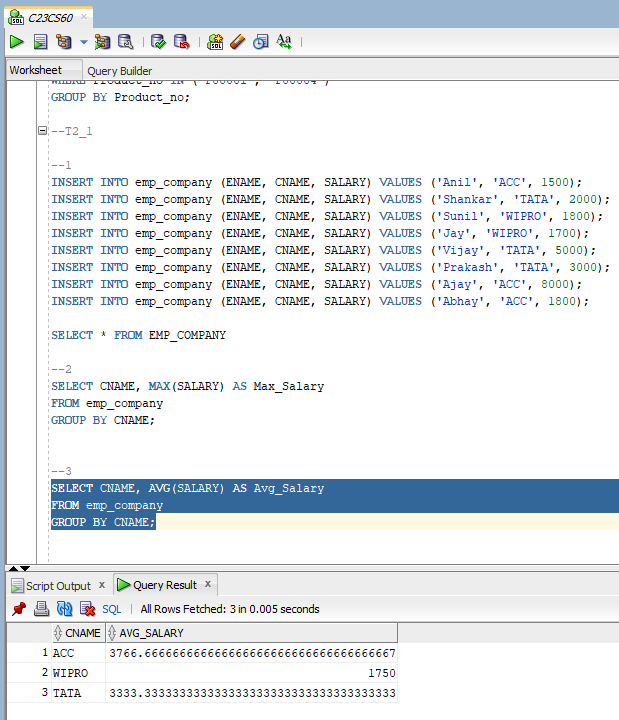 C23CS60
Worksheet Query Builder
WHERE Product_no IN ('P00001', 'P00004')
GROUP BY Product_no;
--T2_1
--1
INSERT INTO emp_company (ENAME, CNAME, SALARY) VALUES ('Anil', 'ACC', 1500);
INSERT INTO emp_company (ENAME, CNAME, SALARY) VALUES ('Shankar', 'TATA', 2000);
INSERT INTO emp_company (ENAME, CNAME, SALARY) VALUES ('Sunil', 'WIPRO', 1800);
INSERT INTO emp_company (ENAME, CNAME, SALARY) VALUES ('Jay', 'WIPRO', 1700);
INSERT INTO emp_company (ENAME, CNAME, SALARY) VALUES ('Vijay', 'TATA', 5000);
INSERT INTO emp_company (ENAME, CNAME, SALARY) VALUES ('Prakash', 'TATA', 3000);
INSERT INTO emp_company (ENAME, CNAME, SALARY) VALUES ('Ajay', 'ACC', 8000);
INSERT INTO emp_company (ENAME, CNAME, SALARY) VALUES ('Abhay', 'ACC', 1800);
SELECT * FROM EMP_COMPANY
--2
SELECT CNAME, MAX(SALARY) AS Max_Salary
FROM emp_company
GROUP BY CNAME;
--3
SELECT CNAME, AVG(SALARY) AS Avg_Salary
FROM emp_company
GROUP BY CNAME;
Script Output x Query Result x
SQL | All Rows Fetched: 3 in 0.005 seconds
CNAME AVG_SALARY
1 ACC 3766.666666666666666666666666666666666667
2 WIPRO 1750
3 TATA 3333.333333333333333333333333333333333333